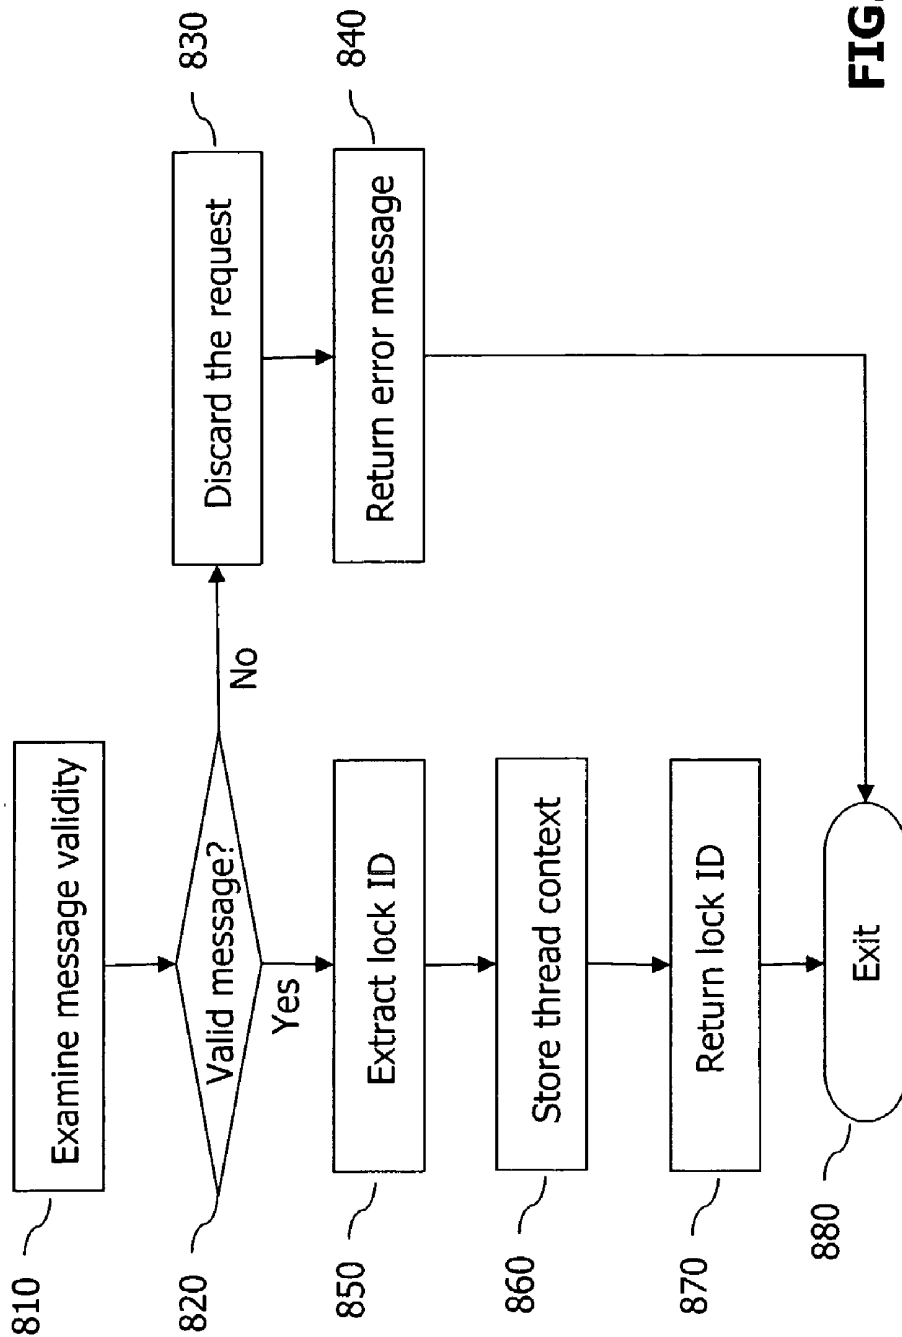 810
Examine message validity
820
Valid message?
No
Yes
830
Discard the request
840
Return error message
850
Extract lock ID
860
Store thread context
870
Return lock ID
880
Exit
FIG.